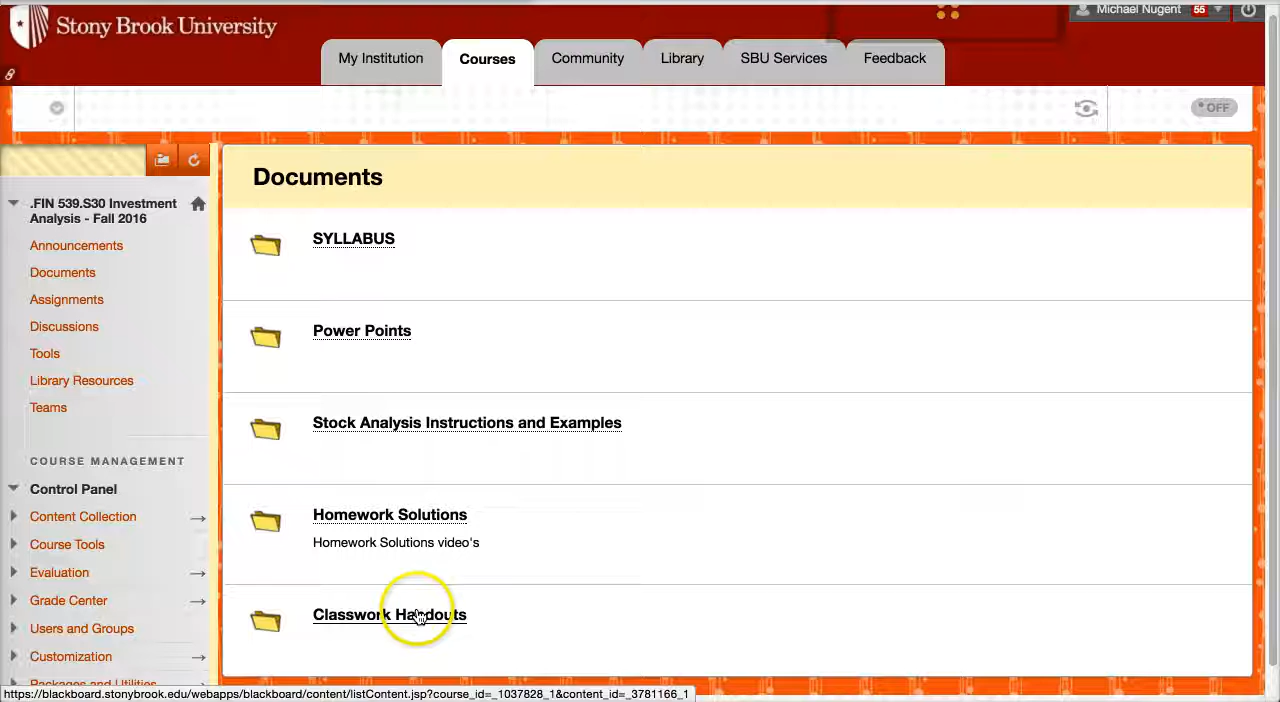 Stony Brook University
Michael Nugent 55
My Institution
Courses
Community
Library
SBU Services
Feedback
OFF
.FIN 539.S30 Investment
Analysis - Fall 2016
Announcements
Documents
Assignments
Discussions
Tools
Library Resources
Teams
COURSE MANAGEMENT
Control Panel
Content Collection
Course Tools
Evaluation
Grade Center
Users and Groups
Customization
Packages and Utilities
Documents
SYLLABUS
Power Points
Stock Analysis Instructions and Examples
Homework Solutions
Homework Solutions video's
Classwork Handouts
https://blackboard.stonybrook.edu/webapps/blackboard/content/listContent.jsp?course_id=_1037828_1&content_id=_3781166_1